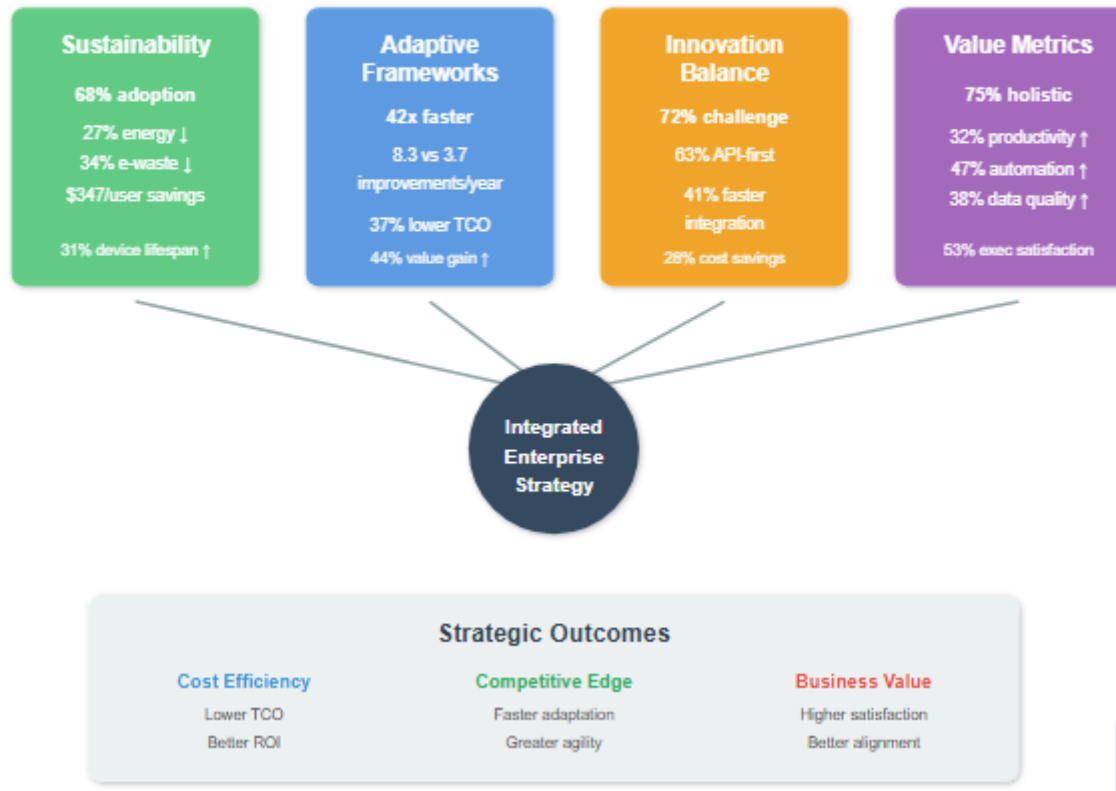 Sustainability
68% adoption
27% energy ↓
34% e-waste ↓
$347/user savings
31% device lifespan ↑
Adaptive
Frameworks
42x faster
8.3 vs 3.7
improvements/year
37% lower TCO
44% value gain ↑
Innovation
Balance
72% challenge
63% API-first
41% faster
integration
28% cost savings
Value Metrics
75% holistic
32% productivity ↑
47% automation ↑
38% data quality ↑
53% exec satisfaction
Integrated
Enterprise
Strategy
Strategic Outcomes
Cost Efficiency
Lower TCO
Better ROI
Competitive Edge
Faster adaptation
Greater agility
Business Value
Higher satisfaction
Better alignment